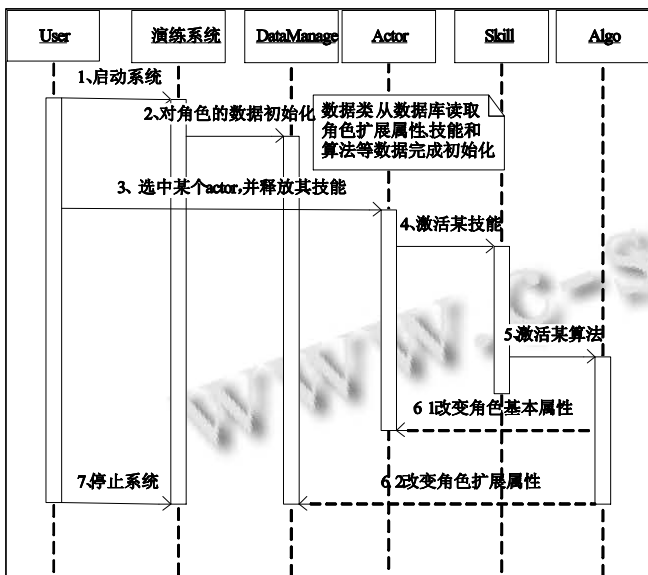 User 演练系统 DataManage Actor Skill Algo
1、启动系统
2、对角色的数据初始化
数据类,从数据库读取
角色扩展属性,技能和
算法等数据完成初始化
3、选中某个actor,并释放其技能
4、激活某技能
5、激活某算法
6 1改变角色基本属性
7、停止系统
6.2改变角色扩展属性
www.c-s